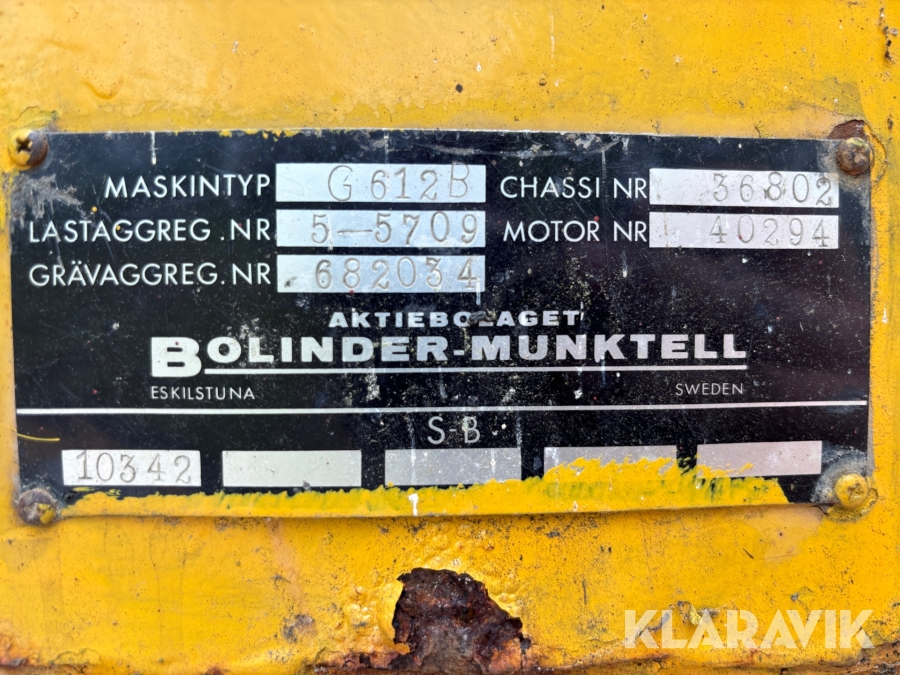 MASKINTYP G 612B CHASSI NR 36802
LASTAGGREG .NR 5-5709 MOTOR NR 40294
GRÄVAGGREG. NR 682034
AKTIEBOLAGET
BOLINDER-MUNKTELL
ESKILSTUNA SWEDEN
S-B
10342
KLARAVIK